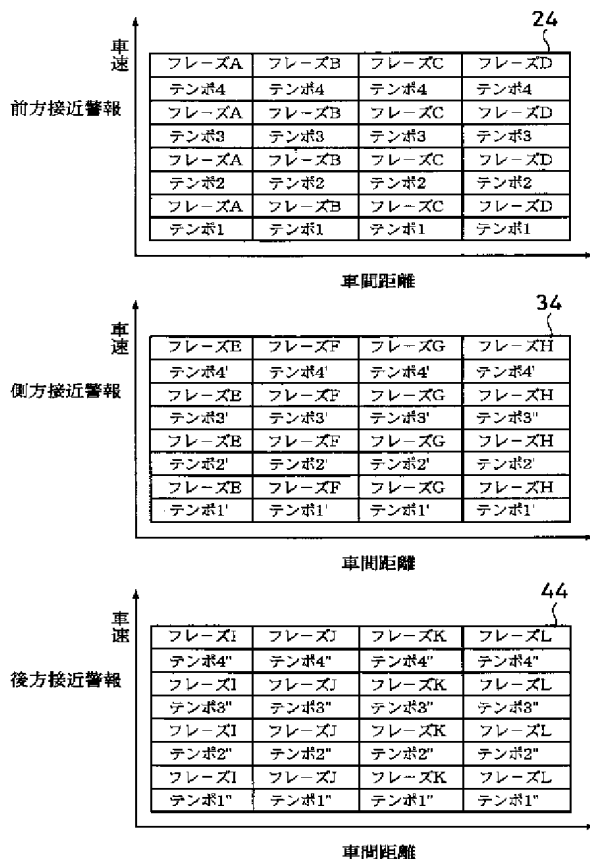 24
車速
フレーズA フレーズB フレーズC フレーズD
テンポ4 テンポ4 テンポ4 テンポ4
前方接近警報
フレーズA フレーズB フレーズC フレーズD
テンポ3 テンポ3 テンポ3 テンポ3
フレーズA フレーズB フレーズC フレーズD
テンポ2 テンポ2 テンポ2 テンポ2
フレーズA フレーズB フレーズC フレーズD
テンポ1 テンポ1 テンポ1 テンポ1
車間距離
34
車速
フレーズE フレーズF フレーズG フレーズH
テンポ4' テンポ4' テンポ4' テンポ4'
側方接近警報
フレーズE フレーズF フレーズG フレーズH
テンポ3' テンポ3' テンポ3' テンポ3"
フレーズE フレーズF フレーズG フレーズH
テンポ2' テンポ2' テンポ2' テンポ2'
フレーズE フレーズF フレーズG フレーズH
テンポ1' テンポ1' テンポ1' テンポ1'
車間距離
44
車速
フレーズI フレーズJ フレーズK フレーズL
テンポ4" テンポ4" テンポ4" テンポ4"
後方接近警報
フレーズI フレーズJ フレーズK フレーズL
テンポ3" テンポ3" テンポ3" テンポ3"
フレーズI フレーズJ フレーズK フレーズL
テンポ2" テンポ2" テンポ2" テンポ2"
フレーズI フレーズJ フレーズK フレーズL
テンポ1" テンポ1" テンポ1" テンポ1"
車間距離